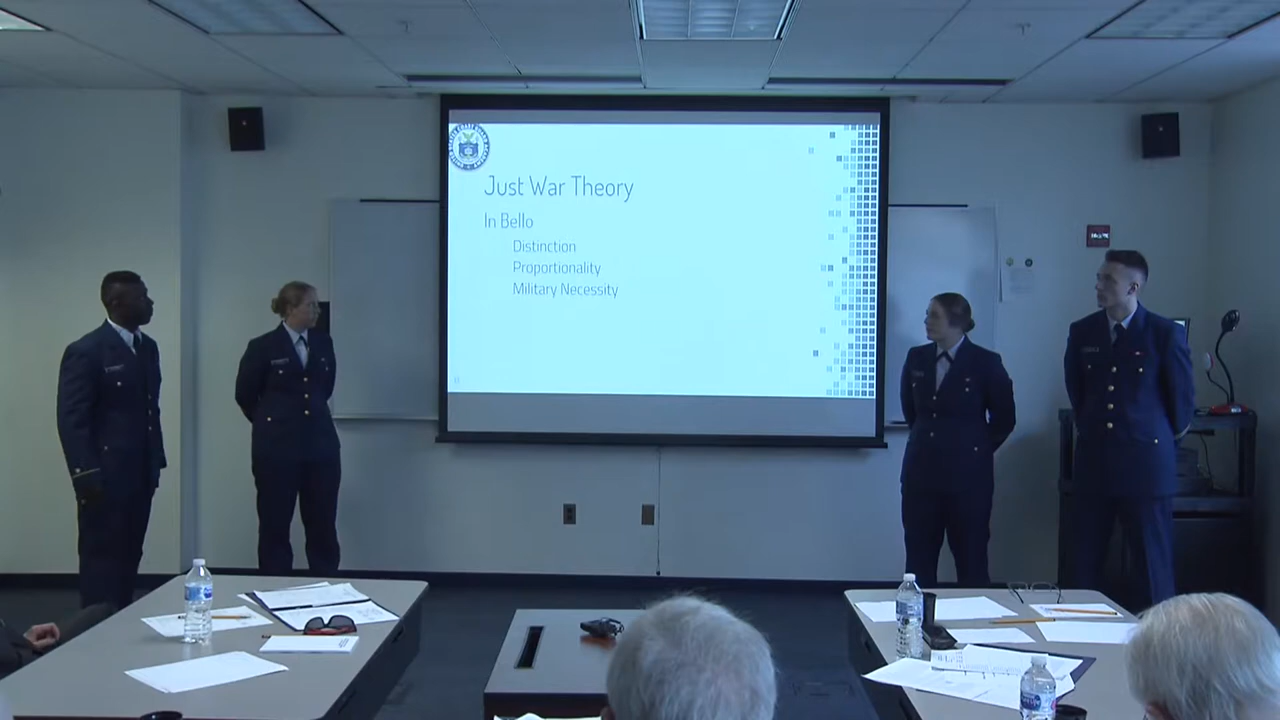 Just War Theory
In Bello
Distinction
Proportionality
Military Necessity